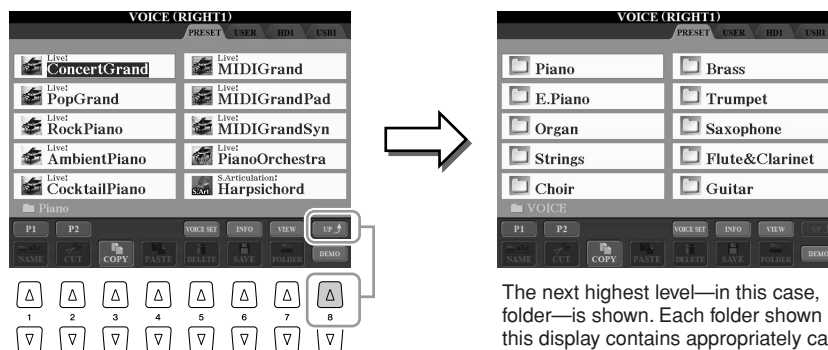 VOICE (RIGHT1)
PRESET USER HD1 USB1
Live!
ConcertGrand
Live!
MIDIGrand
Live!
PopGrand
Live!
MIDIGrandPad
Live!
RockPiano
Live!
MIDIGrandSyn
Live!
AmbientPiano
Live!
PianoOrchestra
Live!
CocktailPiano
S.Art
S.Articulation!
Harpsichord
Piano
P1 P2 VOICE SET INFO VIEW UP
NAME CUT COPY PASTE DELETE SAVE FOLDER DEMO
1 2 3 4 5 6 7 8
VOICE (RIGHT1)
PRESET USER HD1 USB1
Piano Brass
E.Piano Trumpet
Organ Saxophone
Strings Flute&Clarinet
Choir Guitar
VOICE
P1 P2 VOICE SET INFO VIEW UP
NAME CUT COPY PASTE DELETE SAVE FOLDER DEMO
The next highest level—in this case,
folder—is shown. Each folder shown
this display contains appropriately ca